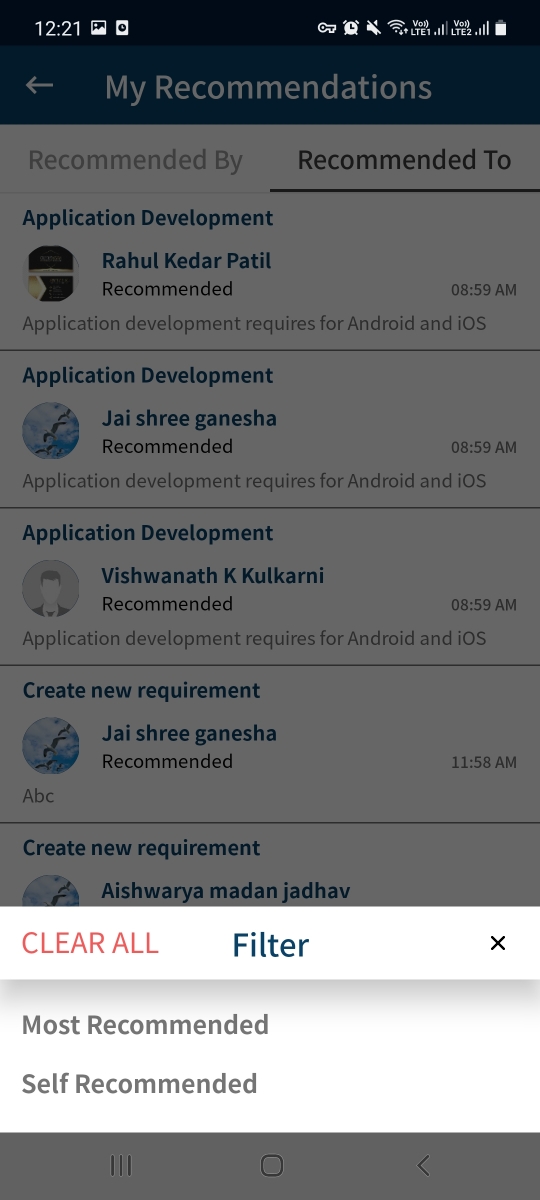 12:21
Vo)) LTE1 Vo)) LTE2
My Recommendations
Recommended By Recommended To
Application Development
Rahul Kedar Patil
Recommended 08:59 AM
Application development requires for Android and iOS
Application Development
Jai shree ganesha
Recommended 08:59 AM
Application development requires for Android and iOS
Application Development
Vishwanath K Kulkarni
Recommended 08:59 AM
Application development requires for Android and iOS
Create new requirement
Jai shree ganesha
Recommended 11:58 AM
Abc
Create new requirement
Aishwarya madan jadhav
CLEAR ALL Filter ×
Most Recommended
Self Recommended